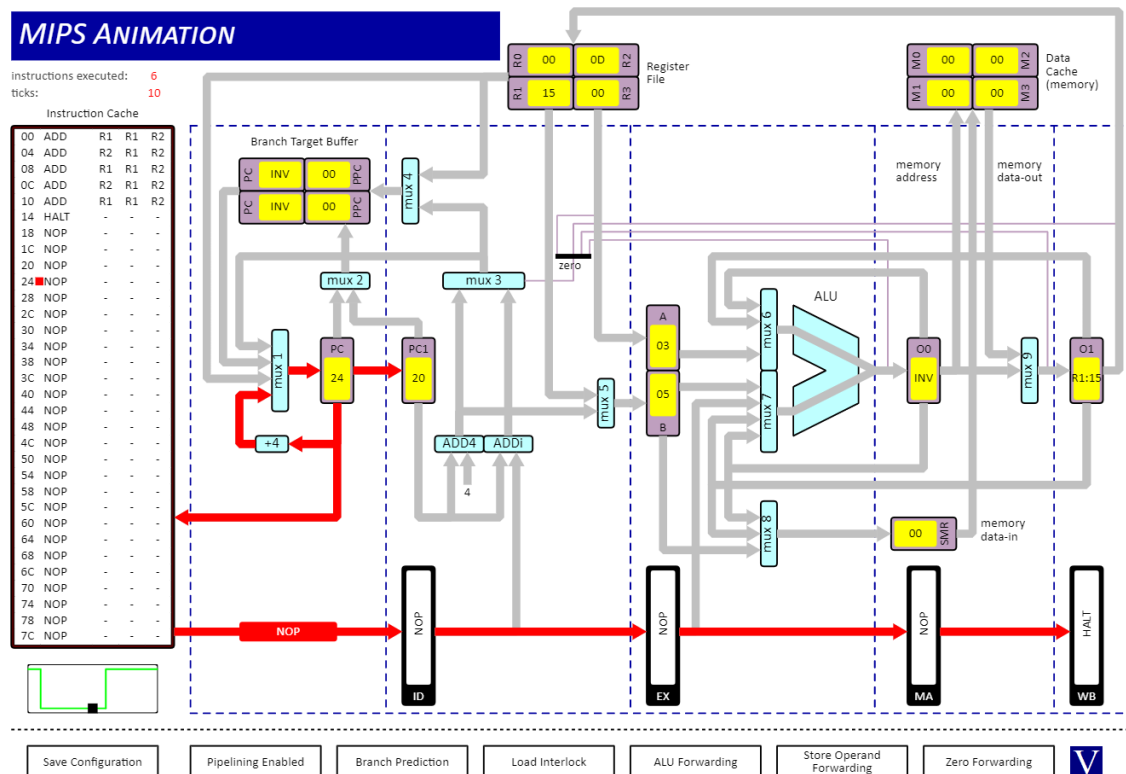 MIPS ANIMATION
instructions executed: 6
ticks: 10
Instruction Cache
00 ADD R1 R1 R2
04 ADD R2 R1 R2
08 ADD R1 R1 R2
0C ADD R2 R1 R2
10 ADD R1 R1 R2
14 HALT - - -
18 NOP - - -
1C NOP - - -
20 NOP - - -
24 NOP - - -
28 NOP - - -
2C NOP - - -
30 NOP - - -
34 NOP - - -
38 NOP - - -
3C NOP - - -
40 NOP - - -
44 NOP - - -
48 NOP - - -
4C NOP - - -
50 NOP - - -
54 NOP - - -
58 NOP - - -
5C NOP - - -
60 NOP - - -
64 NOP - - -
68 NOP - - -
6C NOP - - -
70 NOP - - -
74 NOP - - -
78 NOP - - -
7C NOP - - -
R0 00 0D R2
R1 15 00 R3
Register
File
M0 00 00 M2
M1 00 00 M3
Data
Cache
(memory)
Branch Target Buffer
PC INV 00 PPC
PC INV 00 PPC
mux 4
memory
address
memory
data-out
zero
mux 2
mux 3
mux 1
PC
24
PC1
20
+4
ADD4
ADDi
4
mux 5
A
03
05
B
mux 6
mux 7
ALU
mux 8
O0
INV
mux 9
O1
R1:15
00 SMR
memory
data-in
NOP
NOP
ID
NOP
EX
NOP
MA
HALT
WB
Save Configuration
Pipelining Enabled
Branch Prediction
Load Interlock
ALU Forwarding
Store Operand
Forwarding
Zero Forwarding
V